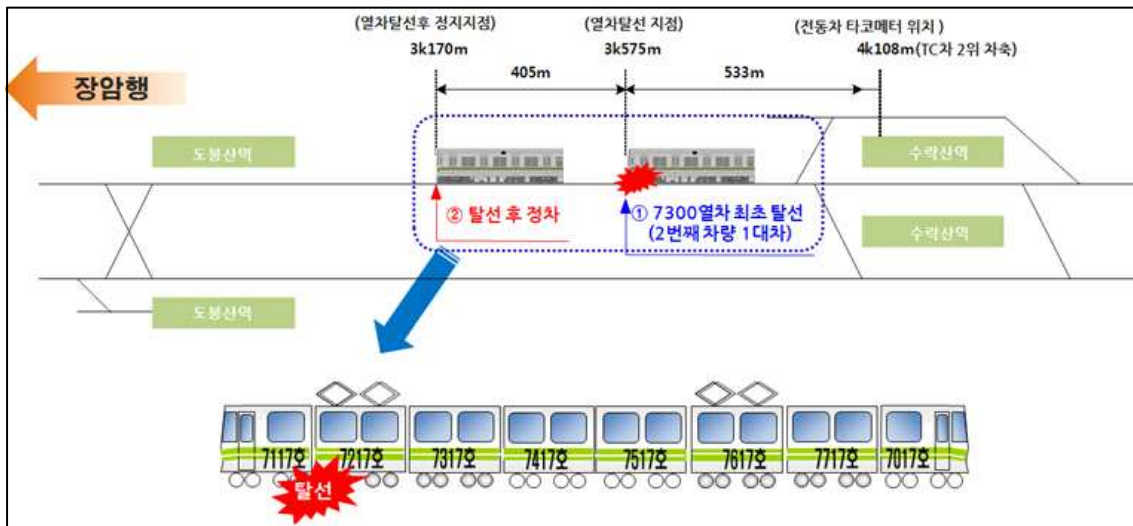 (열차탈선후 정지지점)
3k170m
(열차탈선 지점)
3k575m
(전동차 타코메터 위치 )
4k108m(TC차 2위 차축)
405m
533m
장암행
도봉산역
수락산역
② 탈선 후 정차
① 7300열차 최초 탈선
(2번째 차량 1대차)
수락산역
도봉산역
7117호
7217호
7317호
7417호
7517호
7617호
7717호
7017호
탈선